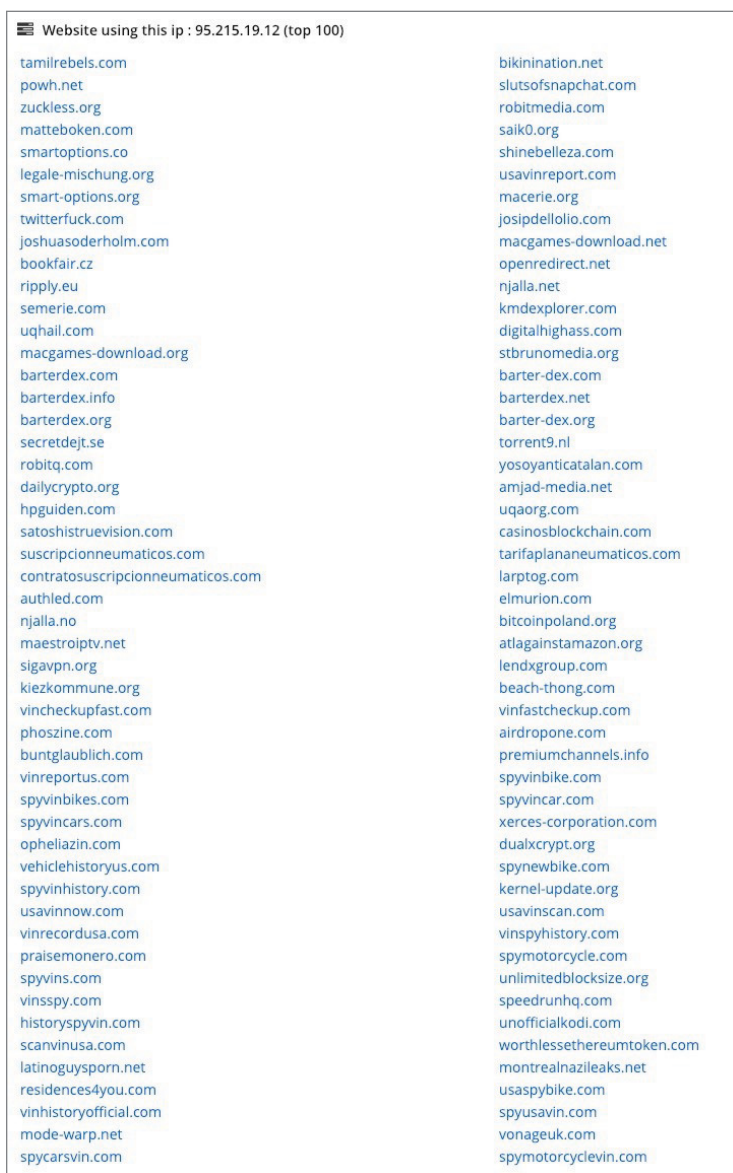 Website using this ip : 95.215.19.12 (top 100)
tamilrebels.com bikinination.net
powh.net slutsofsnapchat.com
zuckless.org robitmedia.com
matteboken.com saik0.org
smartoptions.co shinebelleza.com
legale-mischung.org usavinreport.com
smart-options.org macerie.org
twitterfuck.com josipdellolio.com
joshuasoderholm.com macgames-download.net
bookfair.cz openredirect.net
ripply.eu njalla.net
semerie.com kmdexplorer.com
uqhail.com digitalhighass.com
macgames-download.org stbrunomedia.org
barterdex.com barter-dex.com
barterdex.info barterdex.net
barterdex.org barter-dex.org
secretdejt.se torrent9.nl
robitq.com yosoyanticatalan.com
dailycrypto.org amjad-media.net
hpguiden.com uqaorg.com
satoshistruevision.com casinosblockchain.com
suscripcionneumaticos.com tarifaplananeumaticos.com
contratosuscripcionneumaticos.com larptog.com
authled.com elmurion.com
njalla.no bitcoinpoland.org
maestroiptv.net atlagainstamazon.org
sigavpn.org lendxgroup.com
kiezkommune.org beach-thong.com
vincheckupfast.com vinfastcheckup.com
phoszine.com airdropone.com
buntglaublich.com premiumchannels.info
vinreportus.com spyvinbike.com
spyvinbikes.com spyvincar.com
spyvincars.com xerces-corporation.com
opheliazin.com dualxcrypt.org
vehiclehistoryus.com spynewbike.com
spyvinhistory.com kernel-update.org
usavinnow.com usavinscan.com
vinrecordusa.com vinspyhistory.com
praisemonero.com spymotorcycle.com
spyvins.com unlimitedblocksize.org
vinsspy.com speedrunhq.com
historyspyvin.com unofficialkodi.com
scanvinusa.com worthlessethereumtoken.com
latinoguysporn.net montrealnazileaks.net
residences4you.com usaspybike.com
vinhistoryofficial.com spyusavin.com
mode-warp.net vonageuk.com
spycarsvin.com spymotorcyclevin.com